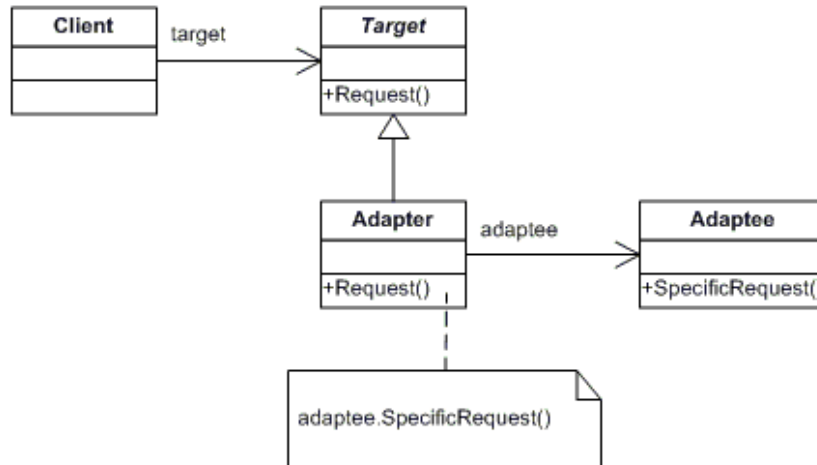 Client
target
Target
+Request()
Adapter
adaptee
Adaptee
+Request()
+SpecificRequest()
adaptee.SpecificRequest()